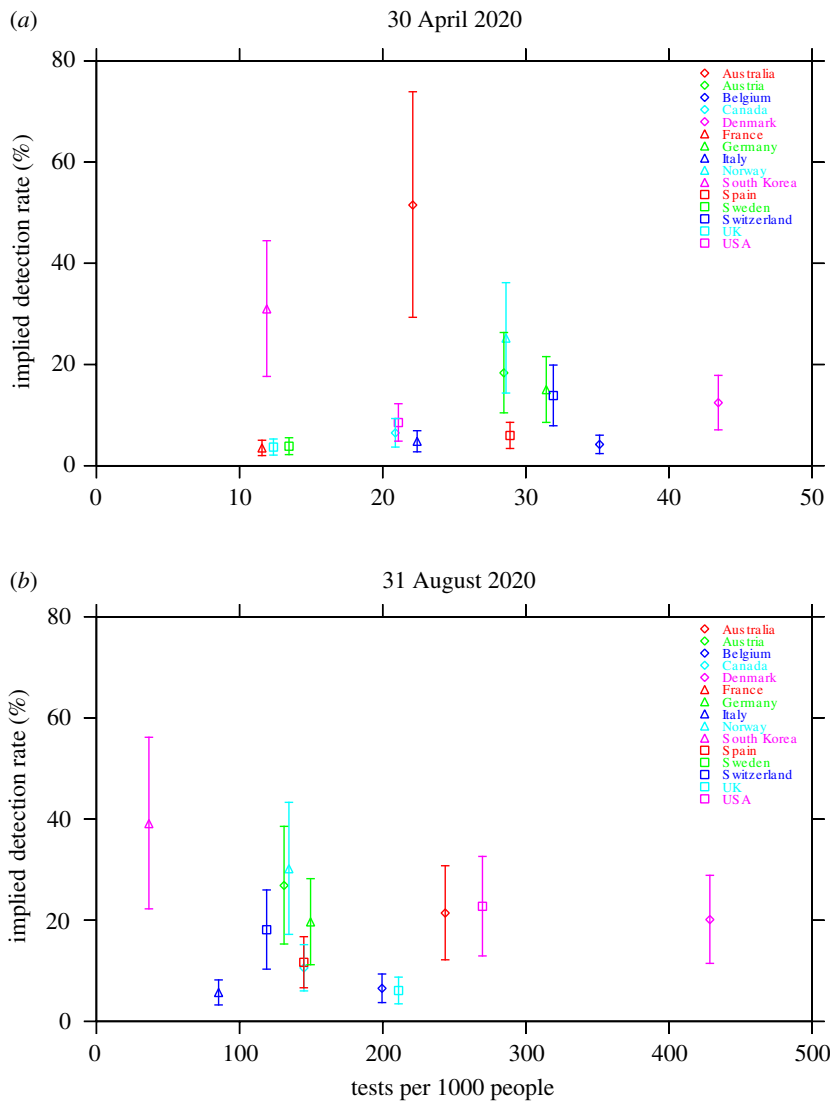 (a) 30 April 2020
80
60
40
20
0
implied detection rate (%)
Australia
Austria
Belgium
Canada
Denmark
France
Germany
Italy
Norway
South Korea
Spain
Sweden
Switzerland
UK
USA
0 10 20 30 40 50
(b) 31 August 2020
80
60
40
20
0
implied detection rate (%)
Australia
Austria
Belgium
Canada
Denmark
France
Germany
Italy
Norway
South Korea
Spain
Sweden
Switzerland
UK
USA
0 100 200 300 400 500
tests per 1000 people